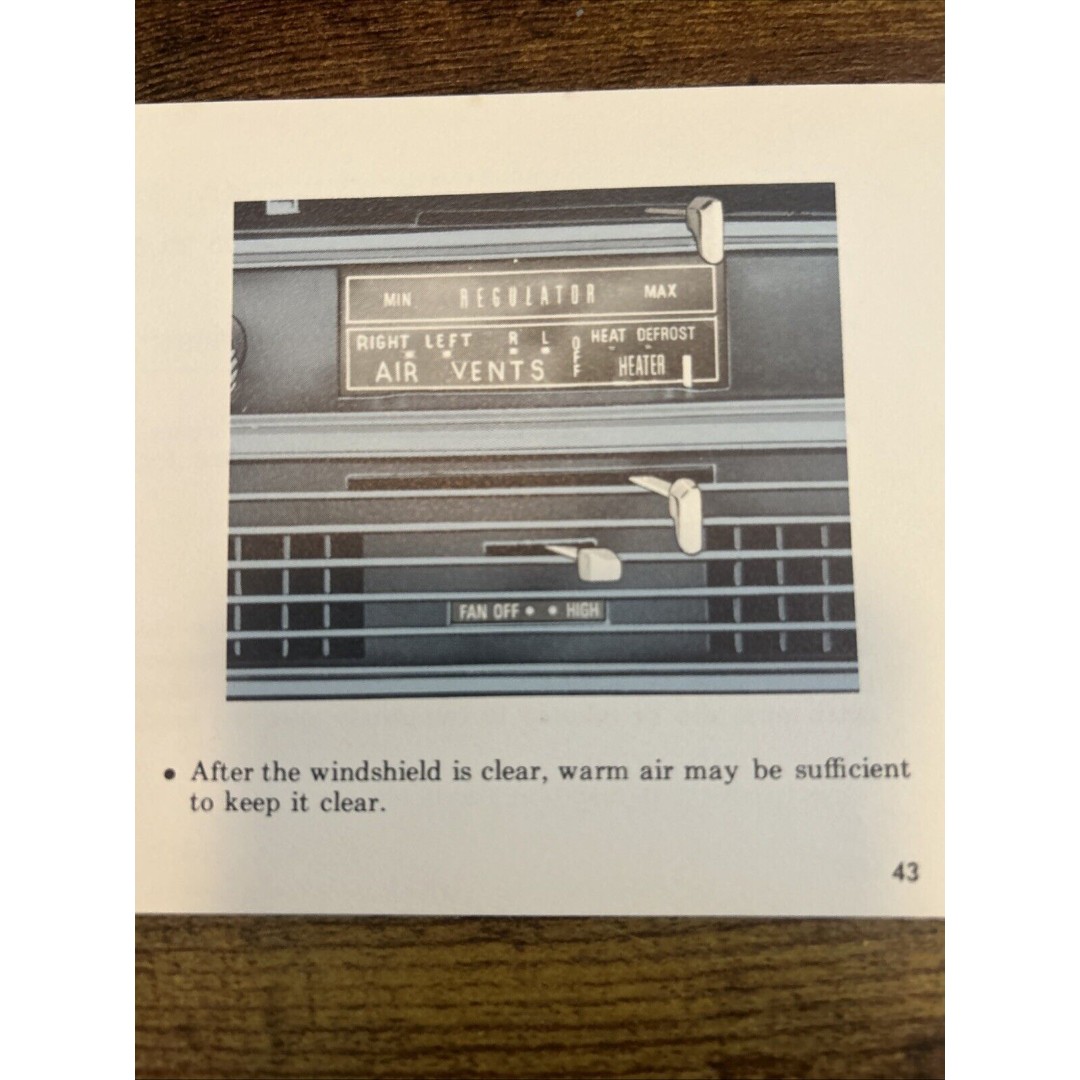 MIN REGULATOR MAX
RIGHT LEFT R L OFF HEAT DEFROST
AIR VENTS HEATER
FAN OFF • • HIGH
• After the windshield is clear, warm air may be sufficient
to keep it clear.
43